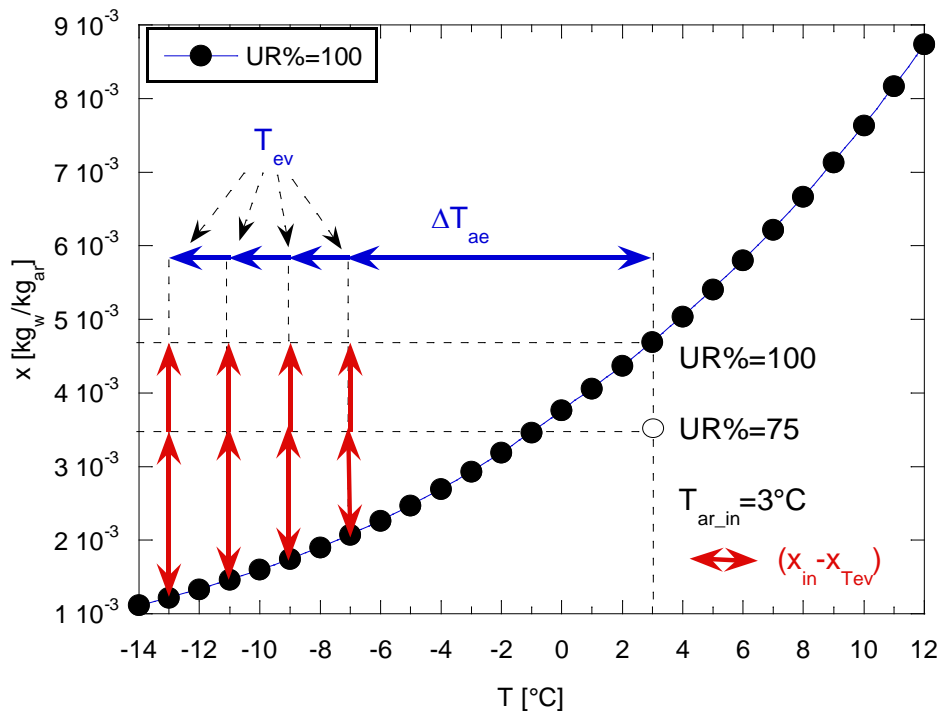 UR%=100
9 10^-3
8 10^-3
7 10^-3
6 10^-3
5 10^-3
4 10^-3
3 10^-3
2 10^-3
1 10^-3
x [kg_w/kg_ar]
T_ev
ΔT_ae
UR%=100
UR%=75
T_ar_in=3°C
(x_in-x_Tev)
-14 -12 -10 -8 -6 -4 -2 0 2 4 6 8 10 12
T [°C]